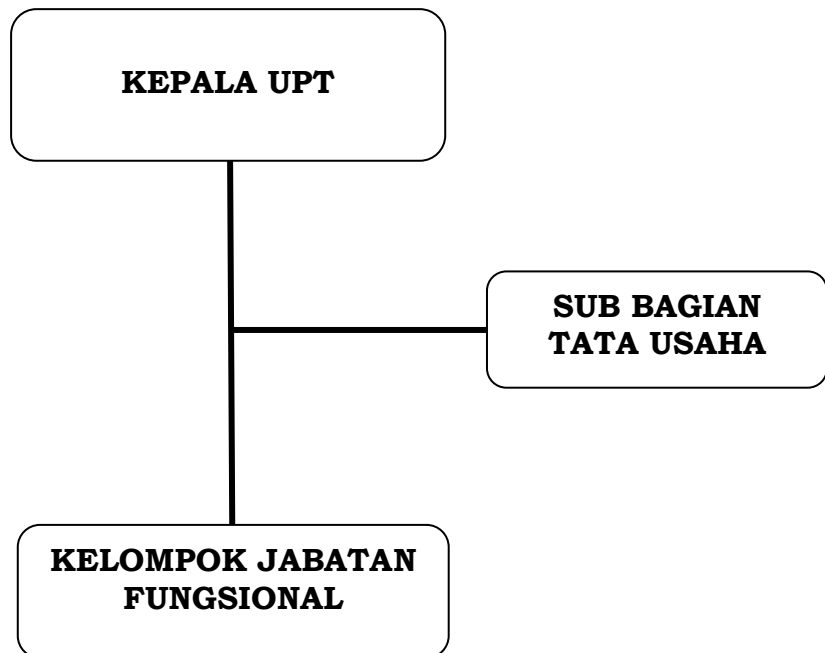 KEPALA UPT
SUB BAGIAN
TATA USAHA
KELOMPOK JABATAN
FUNGSIONAL